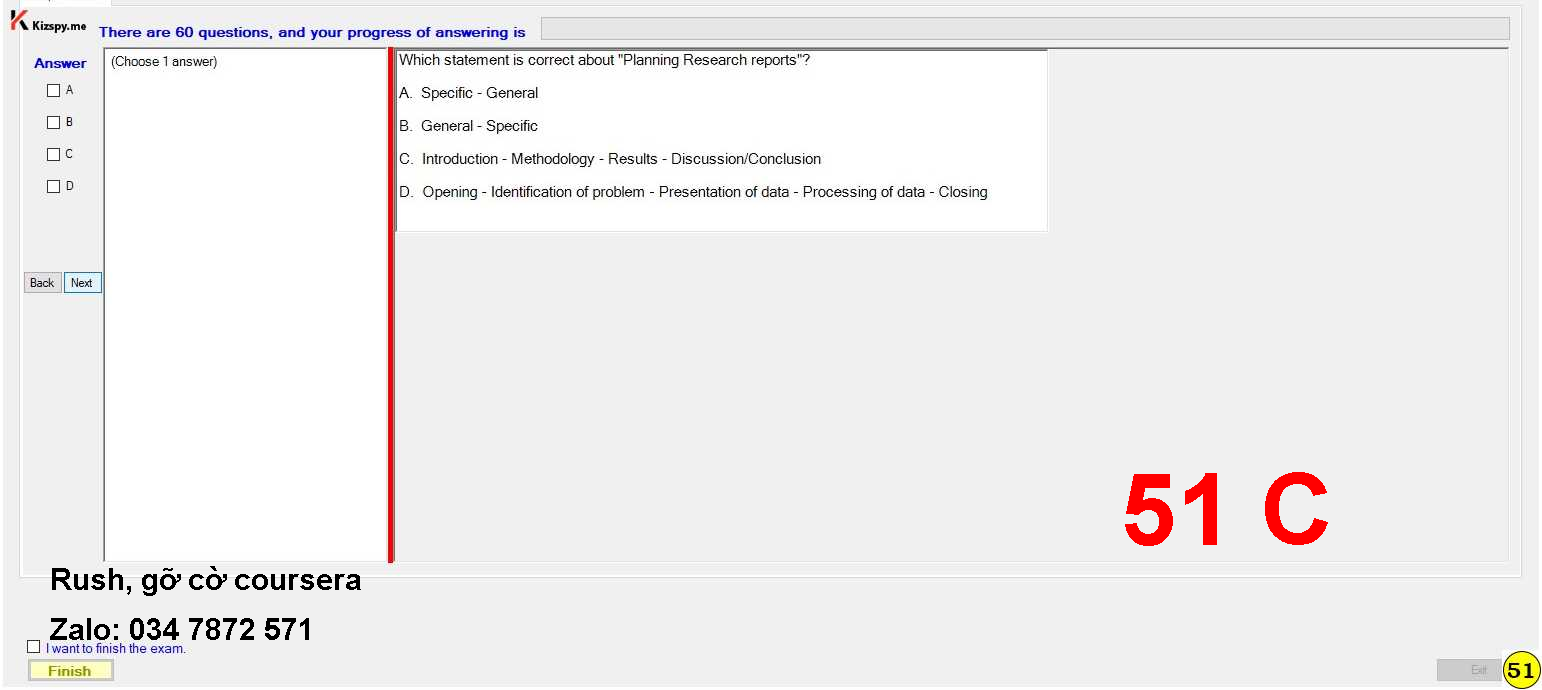 Kizspy.me
There are 60 questions, and your progress of answering is
Answer
(Choose 1 answer)
A
B
C
D
Back Next
Which statement is correct about "Planning Research reports"?
A. Specific - General
B. General - Specific
C. Introduction - Methodology - Results - Discussion/Conclusion
D. Opening - Identification of problem - Presentation of data - Processing of data - Closing
51 C
Rush, gỡ cờ coursera
Zalo: 034 7872 571
I want to finish the exam.
Finish
Exit
51